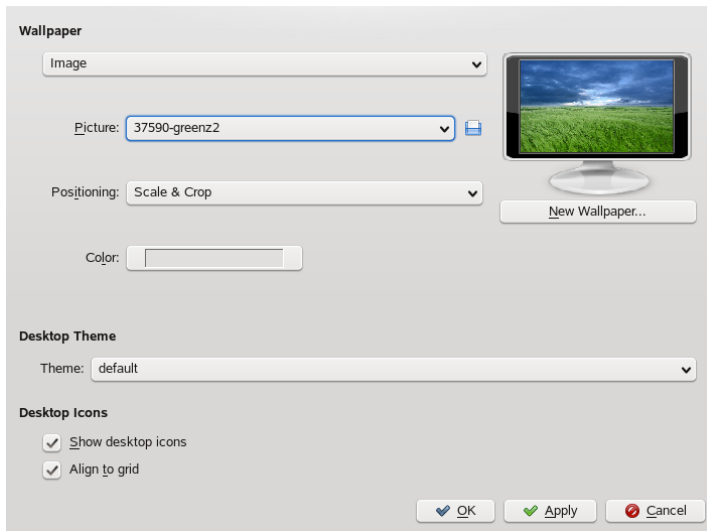 Wallpaper
Image
Picture: 37590-greenz2
Positioning: Scale & Crop
New Wallpaper...
Color:
Desktop Theme
Theme: default
Desktop Icons
Show desktop icons
Align to grid
OK Apply Cancel